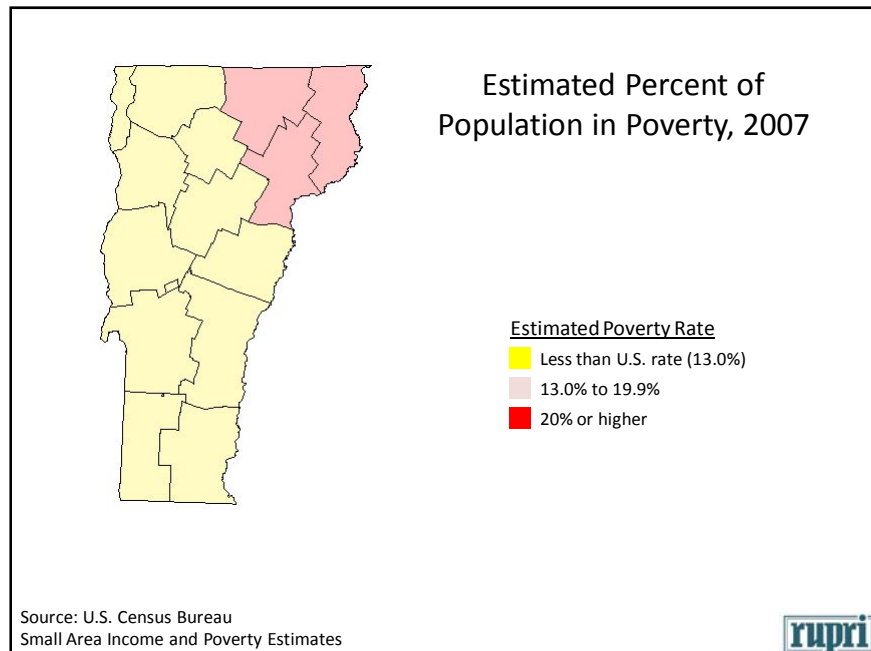 Estimated Percent of
Population in Poverty, 2007
Estimated Poverty Rate
Less than U.S. rate (13.0%)
13.0% to 19.9%
20% or higher
Source: U.S. Census Bureau
Small Area Income and Poverty Estimates
rupri